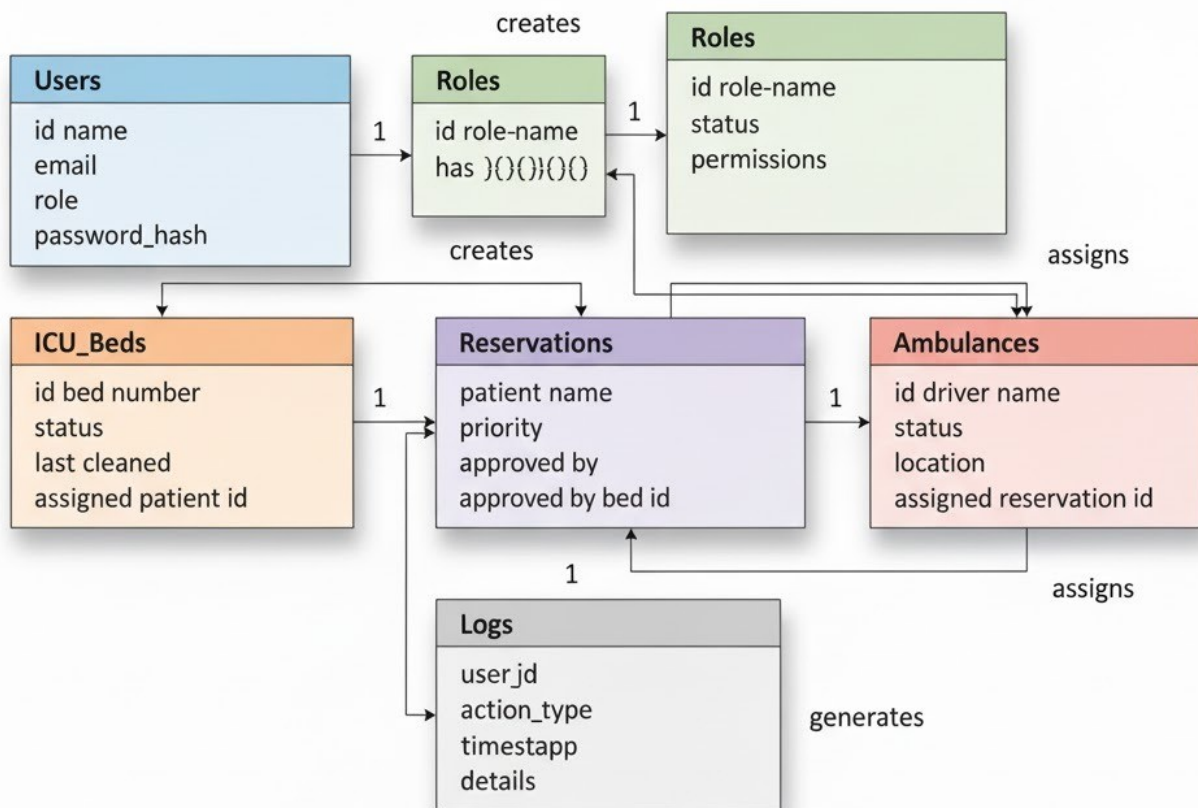 creates
Users
id name
email
role
password_hash
1
Roles
id role-name
has }{}{}}{}{}
1
Roles
id role-name
status
permissions
creates
assigns
ICU_Beds
id bed number
status
last cleaned
assigned patient id
1
Reservations
patient name
priority
approved by
approved by bed id
1
Ambulances
id driver name
status
location
assigned reservation id
1
assigns
Logs
user_jd
action_type
timestapp
details
generates